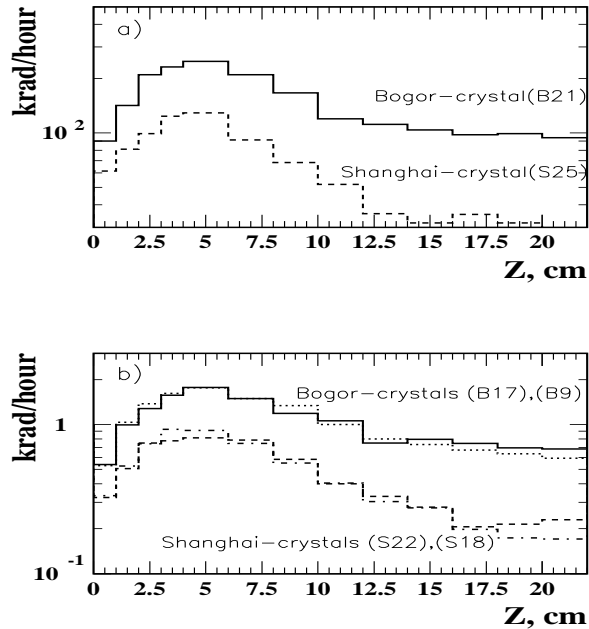 krad/hour
a)
Bogor-crystal(B21)
10 2
Shanghai-crystal(S25)
0 2.5 5 7.5 10 12.5 15 17.5 20
Z, cm
krad/hour
b)
Bogor-crystals (B17),(B9)
1
Shanghai-crystals (S22),(S18)
10 -1
0 2.5 5 7.5 10 12.5 15 17.5 20
Z, cm